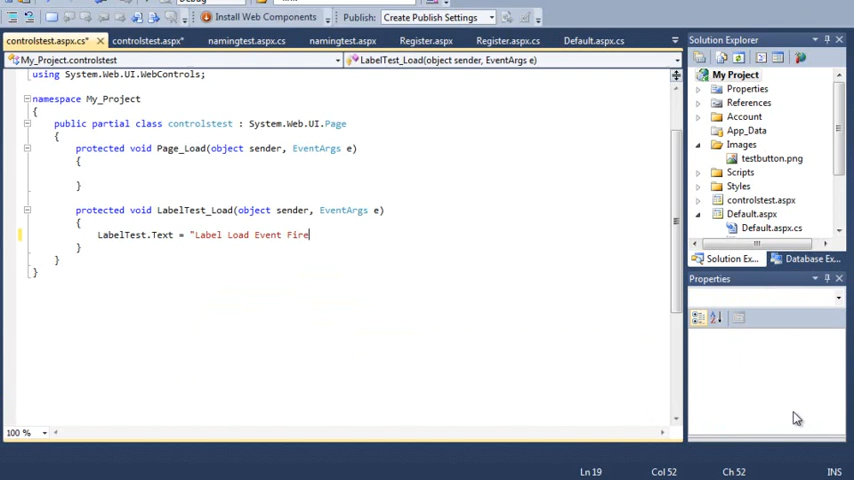 Install Web Components
Publish: Create Publish Settings
controlstest.aspx.cs* controlstest.aspx* namingtest.aspx.cs namingtest.aspx Register.aspx Register.aspx.cs Default.aspx.cs
My_Project.controlstest LabelTest_Load(object sender, EventArgs e)
using System.Web.UI.WebControls;
namespace My_Project
{
public partial class controlstest : System.Web.UI.Page
{
protected void Page_Load(object sender, EventArgs e)
{
}
protected void LabelTest_Load(object sender, EventArgs e)
{
LabelTest.Text = "Label Load Event Fire
}
}
}
100 %
Solution Explorer
My Project
Properties
References
Account
App_Data
Images
testbutton.png
Scripts
Styles
controlstest.aspx
Default.aspx
Default.aspx.cs
Solution Ex... Database Ex...
Properties
Ln 19 Col 52 Ch 52 INS